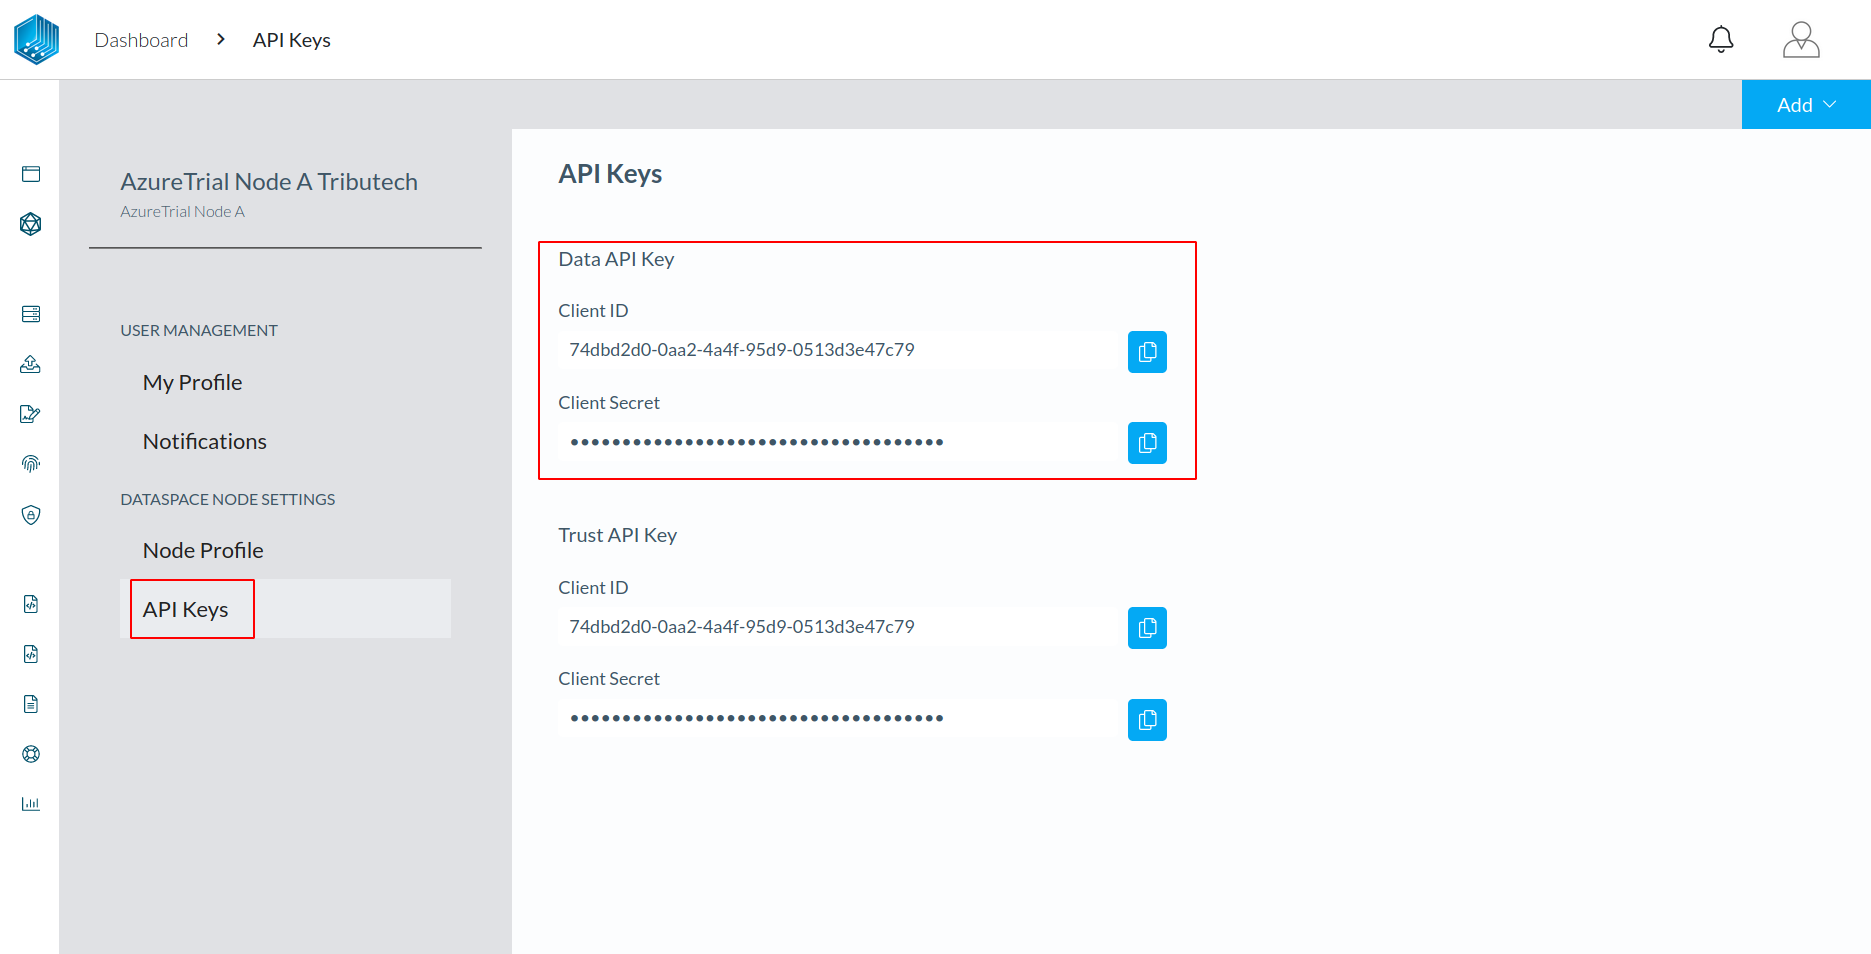 Dashboard > API Keys
Add
AzureTrial Node A Tributech
AzureTrial Node A
USER MANAGEMENT
My Profile
Notifications
DATASPACE NODE SETTINGS
Node Profile
API Keys
API Keys
Data API Key
Client ID
74dbd2d0-0aa2-4a4f-95d9-0513d3e47c79
Client Secret
••••••••••••••••••••••••••••••••••••
Trust API Key
Client ID
74dbd2d0-0aa2-4a4f-95d9-0513d3e47c79
Client Secret
••••••••••••••••••••••••••••••••••••